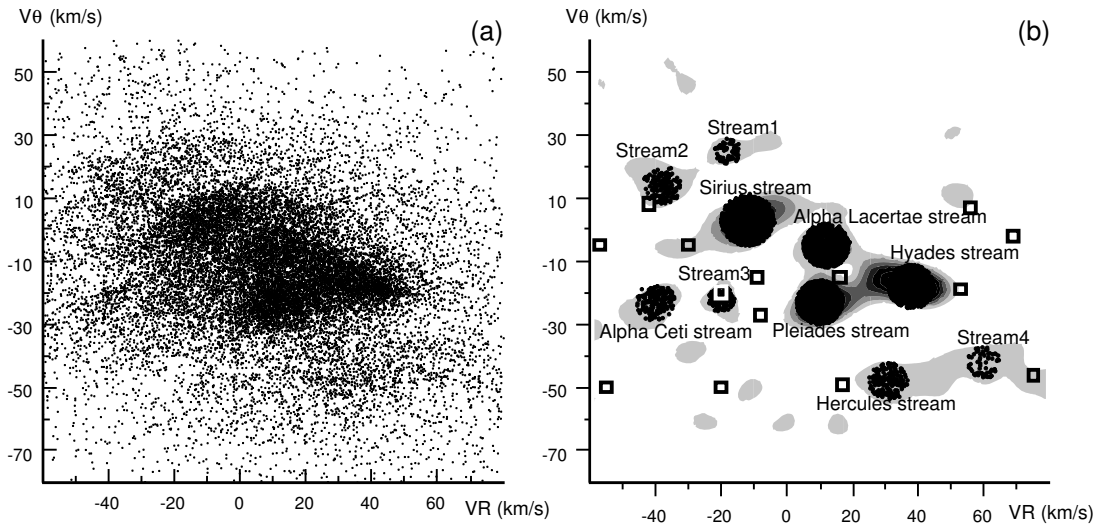 Vθ (km/s)
(a)
50
30
10
-10
-30
-50
-70
-40
-20
0
20
40
60
VR (km/s)
Vθ (km/s)
(b)
50
30
10
-10
-30
-50
-70
Stream1
Stream2
Sirius stream
Alpha Lacertae stream
Hyades stream
Stream3
Alpha Ceti stream
Pleiades stream
Stream4
Hercules stream
-40
-20
0
20
40
60
VR (km/s)